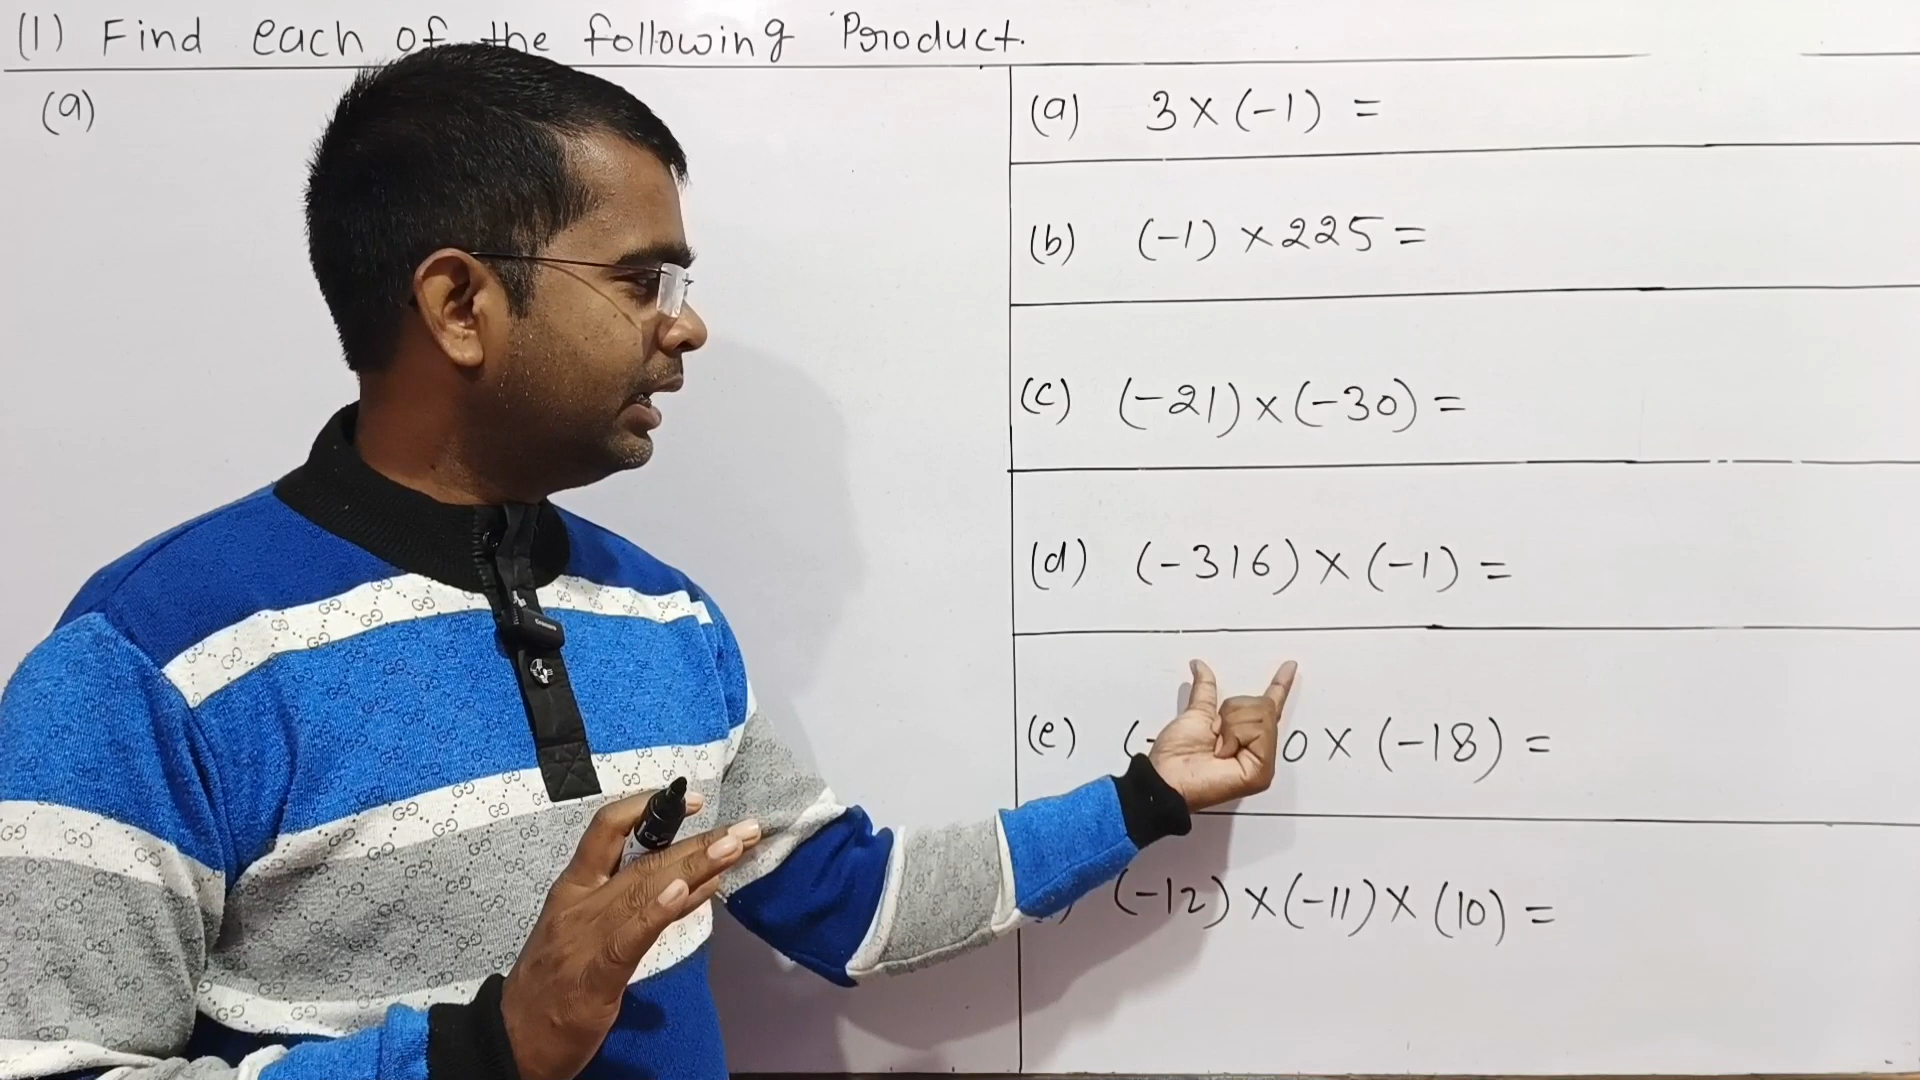 (1) Find each of the following Product.
(a)
(a) 3 × (-1) =
(b) (-1) × 225 =
(c) (-21) × (-30) =
(d) (-316) × (-1) =
(e) (- 0 × (-18) =
(-12) × (-11) × (10) =